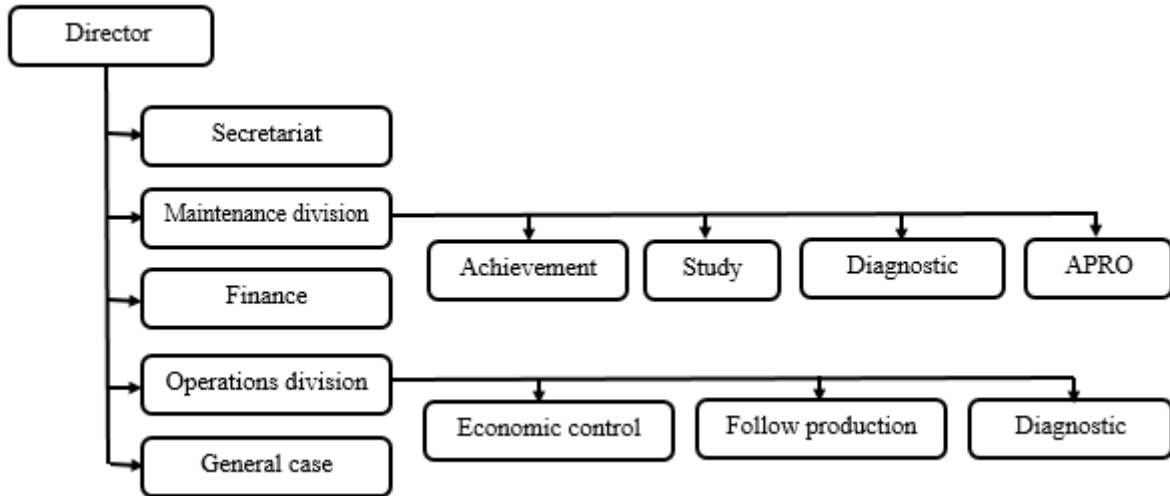 Director
Secretariat
Maintenance division
Achievement
Study
Diagnostic
APRO
Finance
Operations division
Economic control
Follow production
Diagnostic
General case